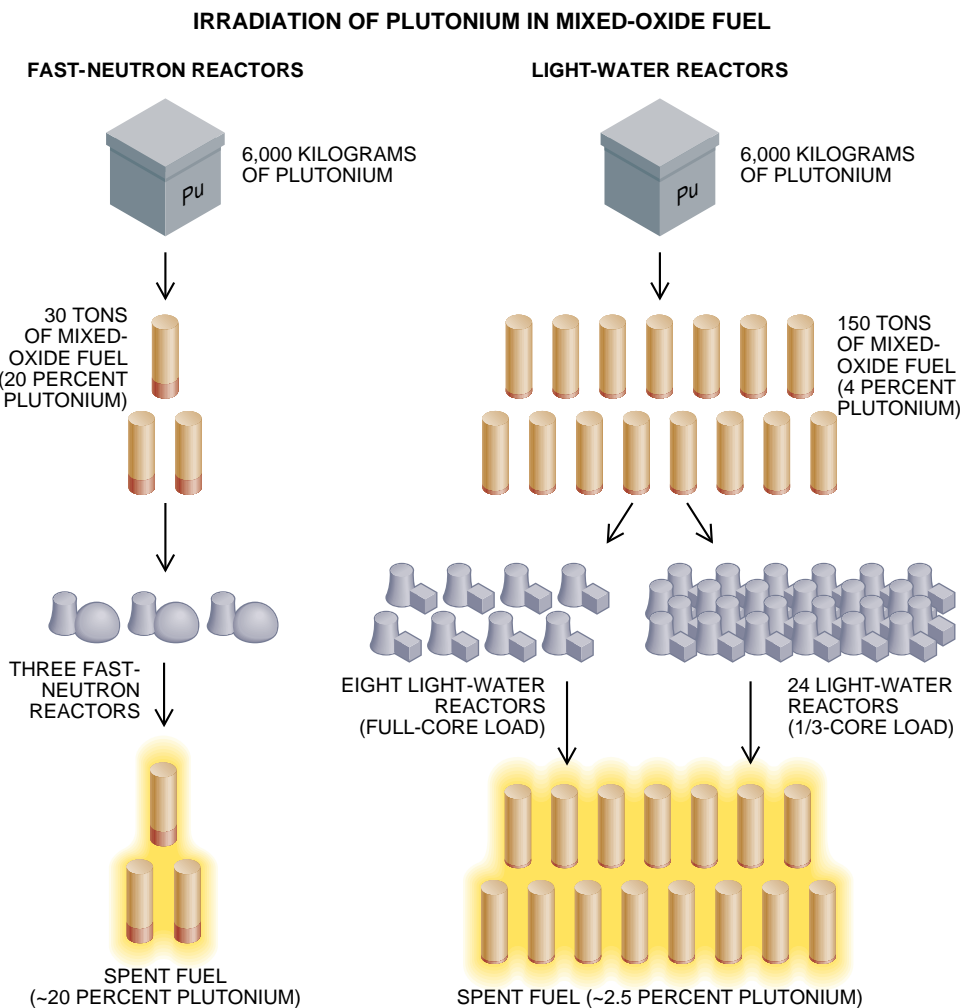 IRRADIATION OF PLUTONIUM IN MIXED-OXIDE FUEL
FAST-NEUTRON REACTORS
Pu
6,000 KILOGRAMS
OF PLUTONIUM
30 TONS
OF MIXED-
OXIDE FUEL
(20 PERCENT
PLUTONIUM)
THREE FAST-
NEUTRON
REACTORS
SPENT FUEL
(~20 PERCENT PLUTONIUM)
LIGHT-WATER REACTORS
Pu
6,000 KILOGRAMS
OF PLUTONIUM
150 TONS
OF MIXED-
OXIDE FUEL
(4 PERCENT
PLUTONIUM)
EIGHT LIGHT-WATER
REACTORS
(FULL-CORE LOAD)
24 LIGHT-WATER
REACTORS
(1/3-CORE LOAD)
SPENT FUEL (~2.5 PERCENT PLUTONIUM)